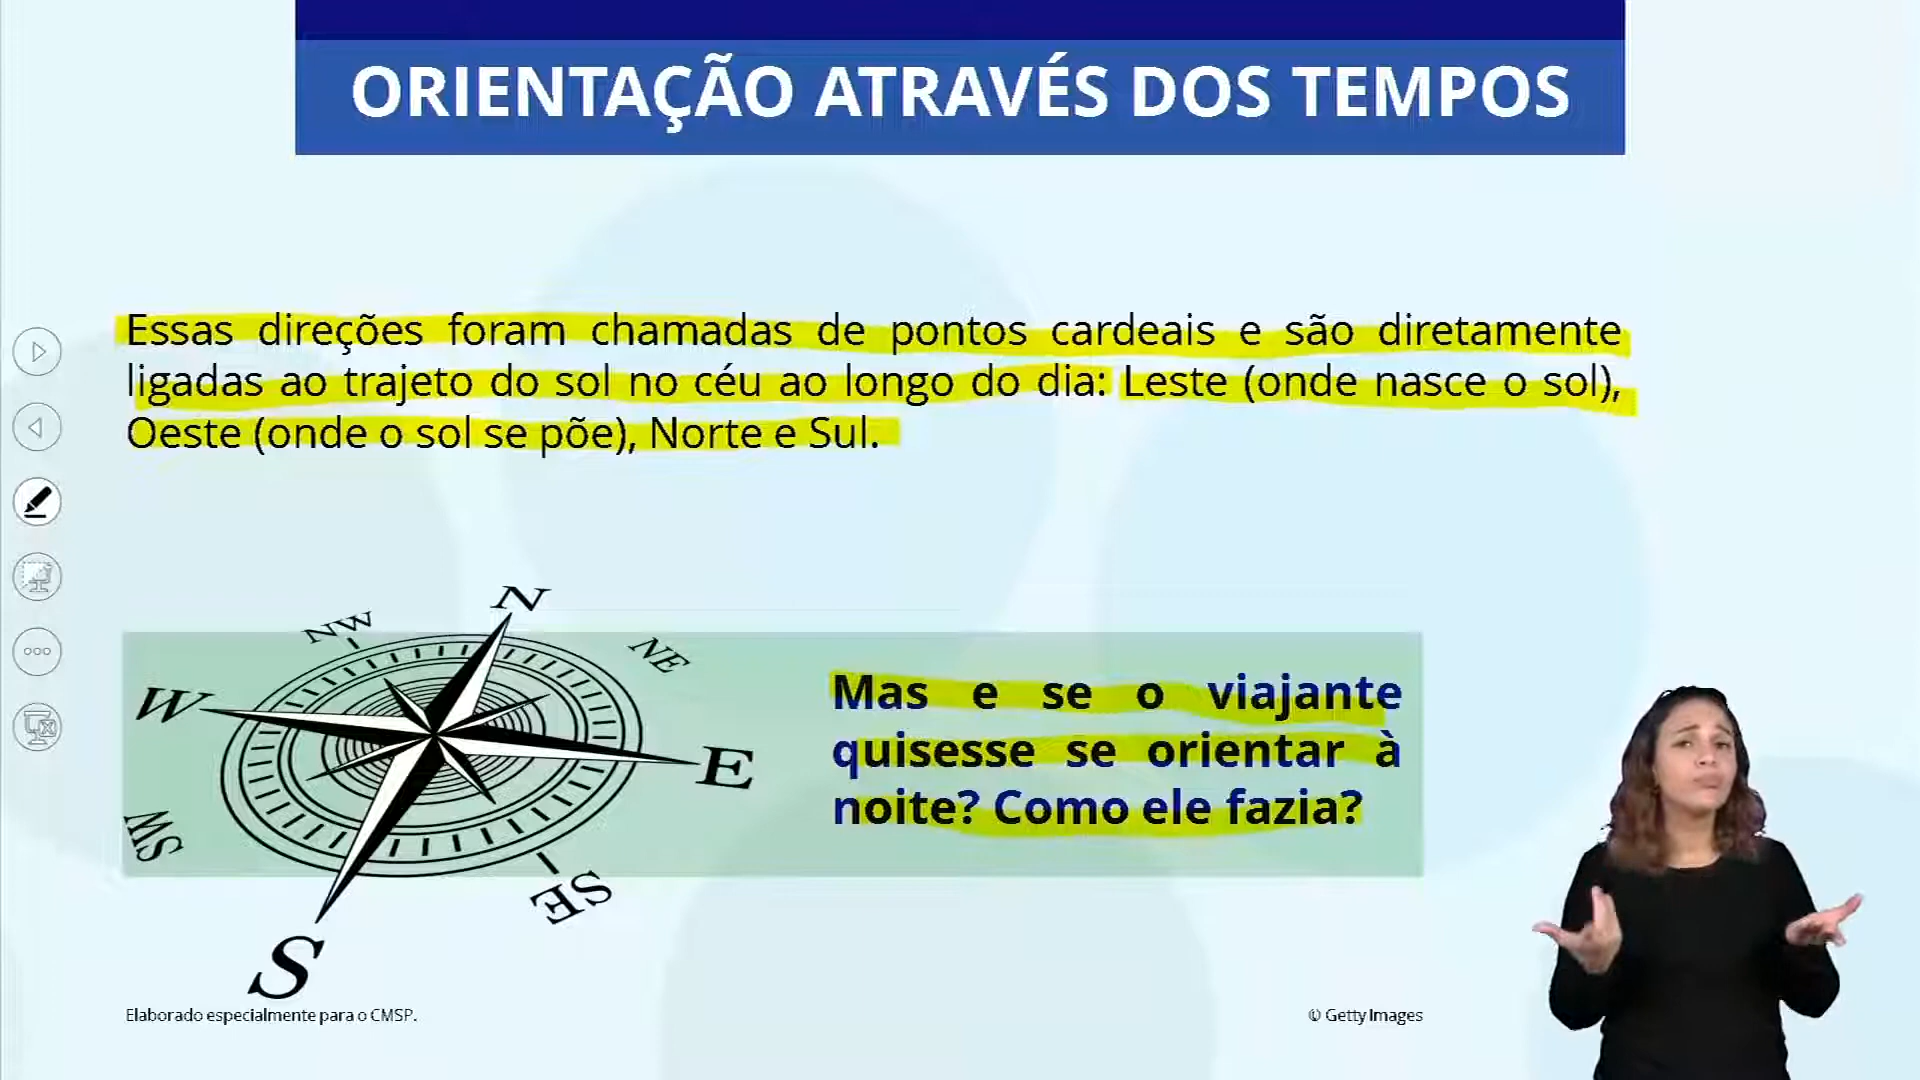 ORIENTAÇÃO ATRAVÉS DOS TEMPOS
Essas direções foram chamadas de pontos cardeais e são diretamente
ligadas ao trajeto do sol no céu ao longo do dia: Leste (onde nasce o sol),
Oeste (onde o sol se põe), Norte e Sul.
N
NW
NE
W
E
SW
SE
S
Mas e se o viajante
quisesse se orientar à
noite? Como ele fazia?
Elaborado especialmente para o CMSP.
© Getty Images